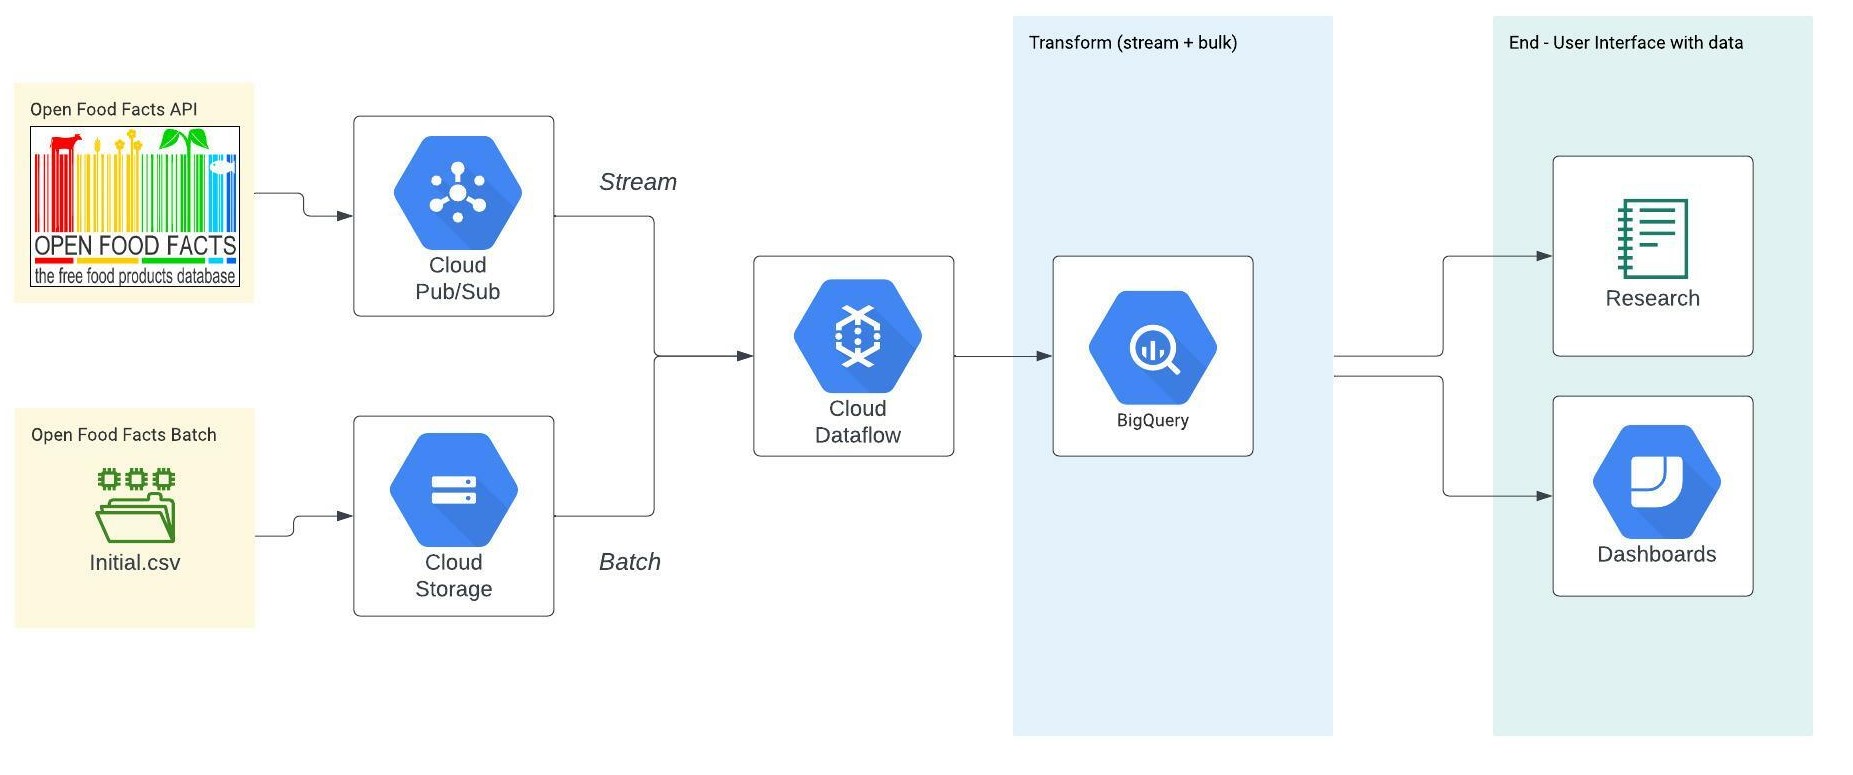 Open Food Facts API
OPEN FOOD FACTS
the free food products database
Cloud
Pub/Sub
Stream
Open Food Facts Batch
Initial.csv
Cloud
Storage
Batch
Cloud
Dataflow
Transform (stream + bulk)
BigQuery
End - User Interface with data
Research
Dashboards